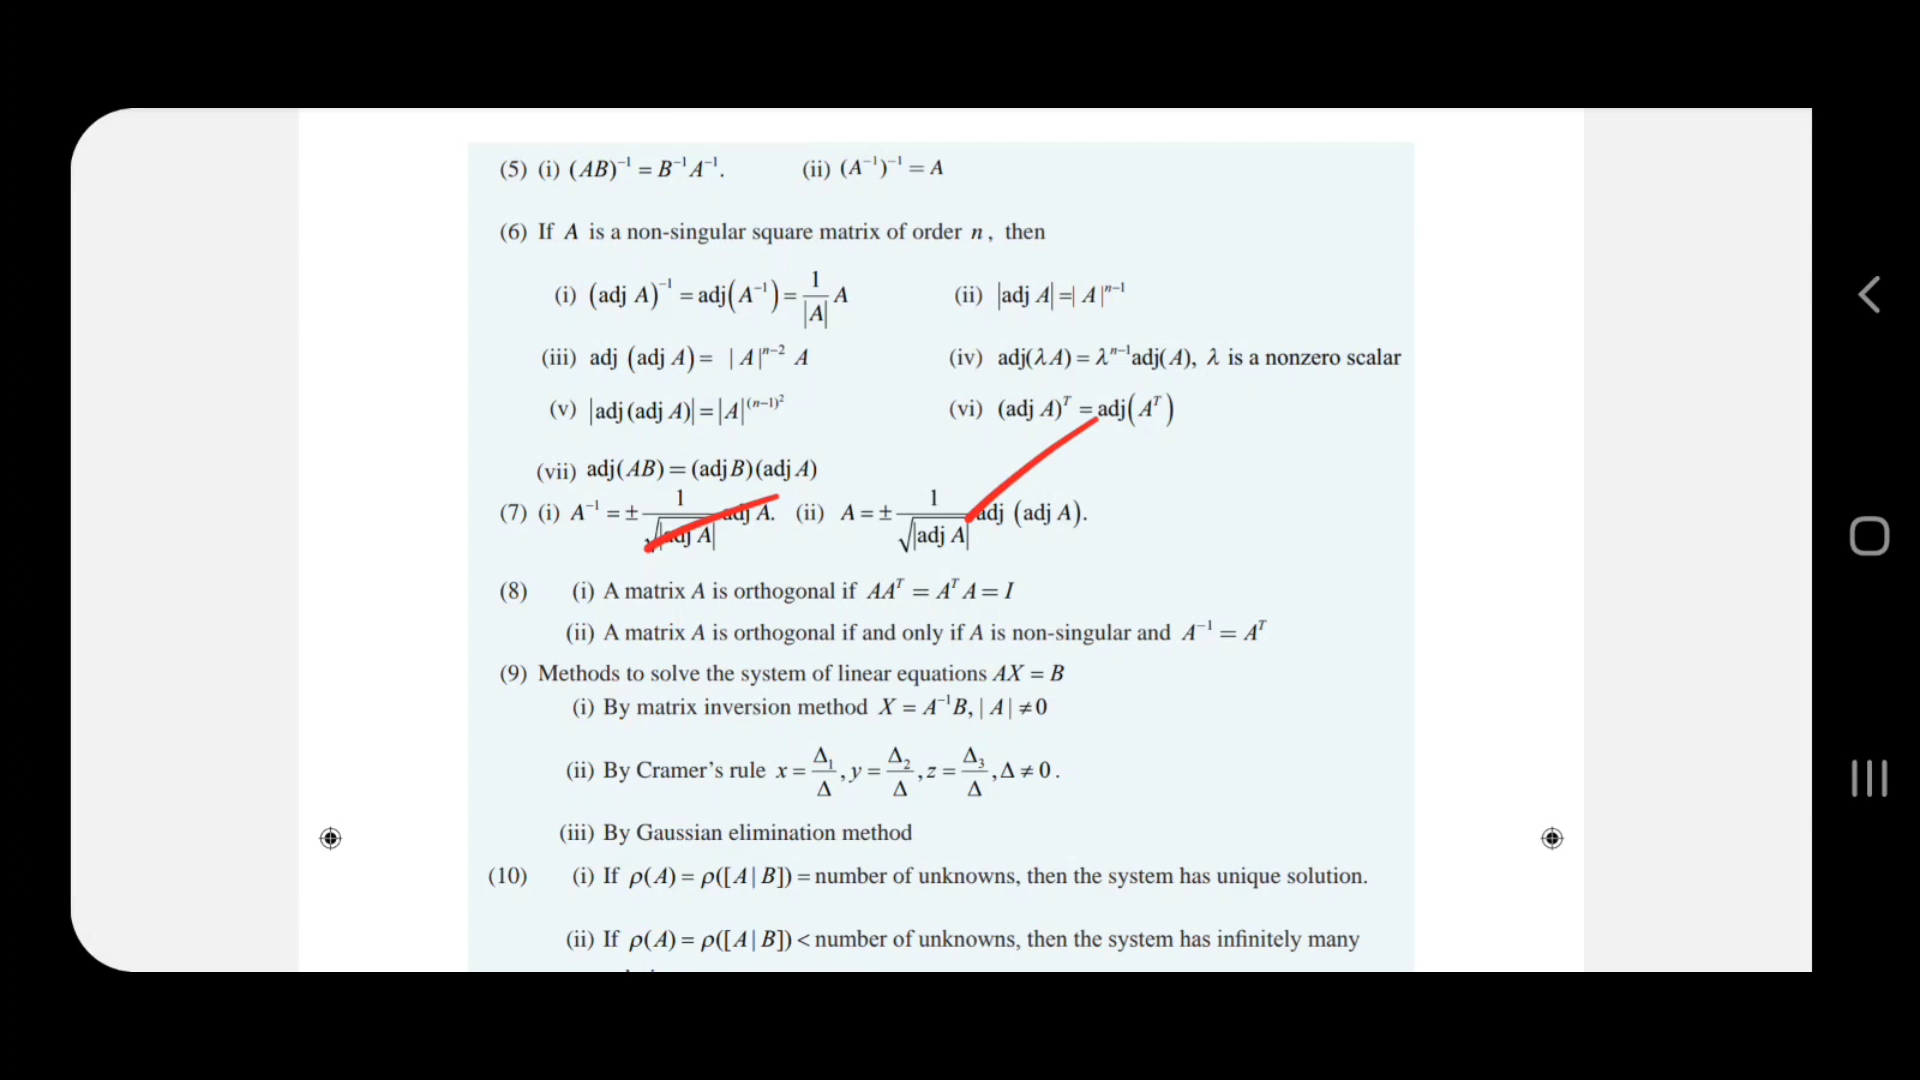 (5) (i) (AB)⁻¹ = B⁻¹A⁻¹. (ii) (A⁻¹)⁻¹ = A
(6) If A is a non-singular square matrix of order n, then
(i) (adj A)⁻¹ = adj(A⁻¹) = 1/|A| A (ii) |adj A| = |A|ⁿ⁻¹
(iii) adj (adj A) = |A|ⁿ⁻² A (iv) adj(λA) = λⁿ⁻¹adj(A), λ is a nonzero scalar
(v) |adj(adj A)| = |A|^(n−1)² (vi) (adj A)ᵀ = adj(Aᵀ)
(vii) adj(AB) = (adj B)(adj A)
(7) (i) A⁻¹ = ± 1/√|adj A| adj A. (ii) A = ± 1/√|adj A| adj (adj A).
(8) (i) A matrix A is orthogonal if AAᵀ = AᵀA = I
(ii) A matrix A is orthogonal if and only if A is non-singular and A⁻¹ = Aᵀ
(9) Methods to solve the system of linear equations AX = B
(i) By matrix inversion method X = A⁻¹B, |A| ≠ 0
(ii) By Cramer’s rule x = Δ₁/Δ, y = Δ₂/Δ, z = Δ₃/Δ, Δ ≠ 0.
(iii) By Gaussian elimination method
(10) (i) If ρ(A) = ρ([A|B]) = number of unknowns, then the system has unique solution.
(ii) If ρ(A) = ρ([A|B]) < number of unknowns, then the system has infinitely many